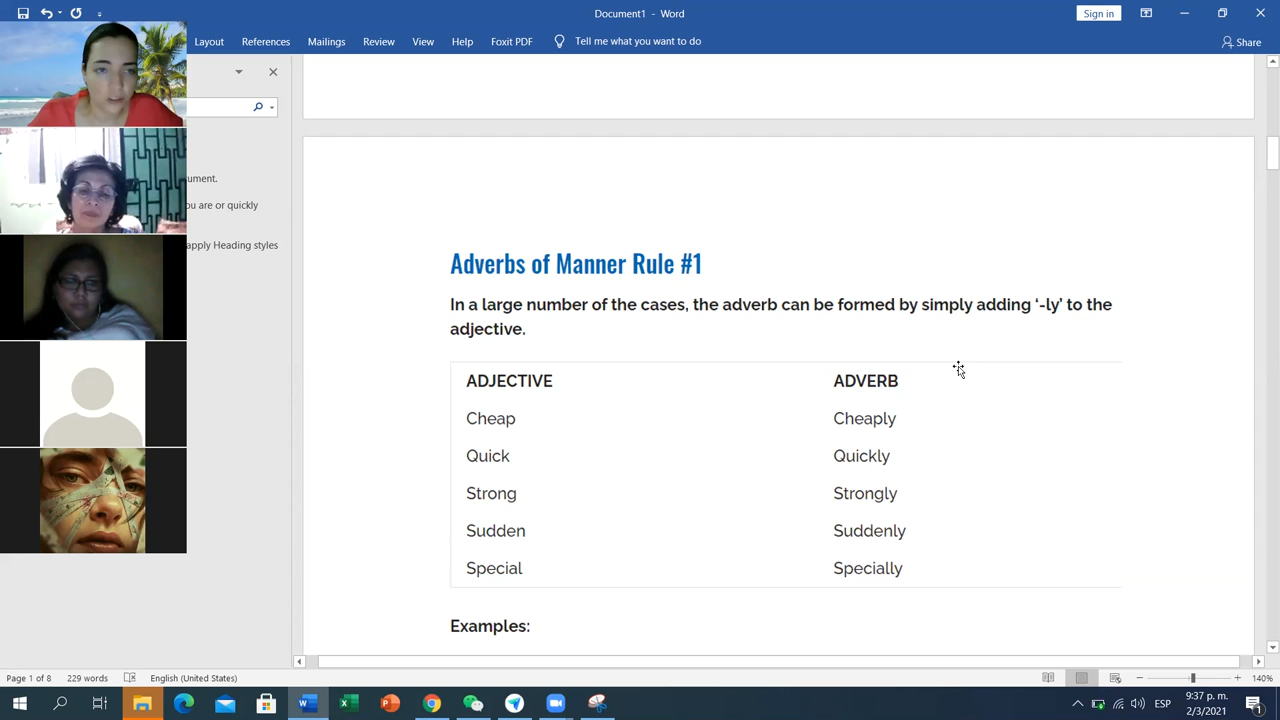 Document1 - Word
Sign in
Layout References Mailings Review View Help Foxit PDF Tell me what you want to do
Share
ument.
u are or quickly
apply Heading styles
Adverbs of Manner Rule #1
In a large number of the cases, the adverb can be formed by simply adding ‘-ly’ to the
adjective.
ADJECTIVE ADVERB
Cheap Cheaply
Quick Quickly
Strong Strongly
Sudden Suddenly
Special Specially
Examples:
Page 1 of 8 229 words English (United States)
140%
9:37 p. m.
ESP
2/3/2021
1